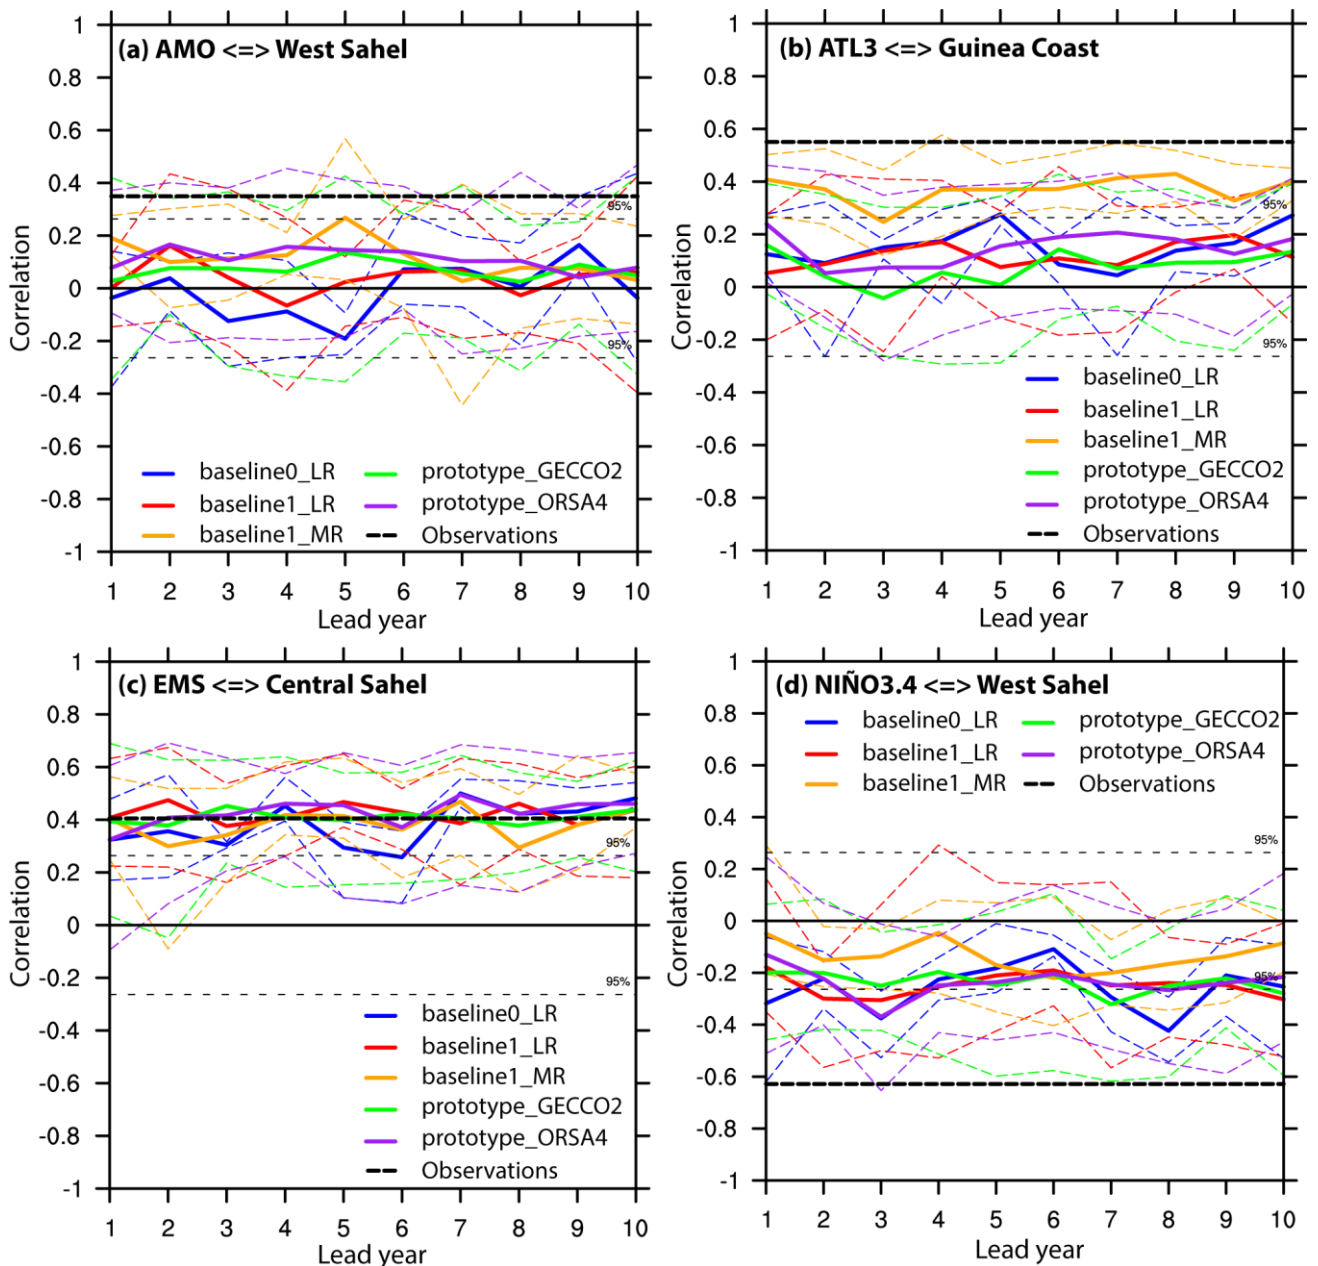 (a) AMO <=> West Sahel
1
0.8
0.6
0.4
0.2
0
-0.2
-0.4
-0.6
-0.8
-1
Correlation
95%
95%
baseline0_LR
prototype_GECCO2
baseline1_LR
prototype_ORSA4
baseline1_MR
Observations
1 2 3 4 5 6 7 8 9 10
Lead year
(b) ATL3 <=> Guinea Coast
1
0.8
0.6
0.4
0.2
0
-0.2
-0.4
-0.6
-0.8
-1
Correlation
95%
95%
baseline0_LR
baseline1_LR
baseline1_MR
prototype_GECCO2
prototype_ORSA4
Observations
1 2 3 4 5 6 7 8 9 10
Lead year
(c) EMS <=> Central Sahel
1
0.8
0.6
0.4
0.2
0
-0.2
-0.4
-0.6
-0.8
-1
Correlation
95%
95%
baseline0_LR
baseline1_LR
baseline1_MR
prototype_GECCO2
prototype_ORSA4
Observations
1 2 3 4 5 6 7 8 9 10
Lead year
(d) NIÑO3.4 <=> West Sahel
1
0.8
0.6
0.4
0.2
0
-0.2
-0.4
-0.6
-0.8
-1
Correlation
baseline0_LR
prototype_GECCO2
baseline1_LR
prototype_ORSA4
baseline1_MR
Observations
95%
95%
1 2 3 4 5 6 7 8 9 10
Lead year